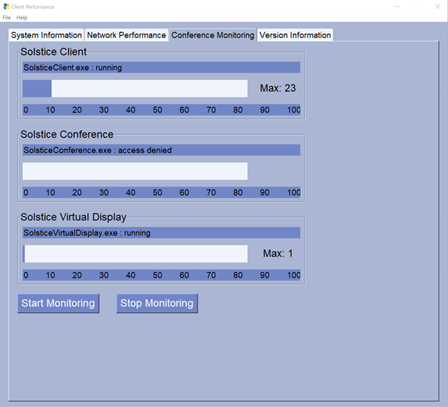 Client Performance
File Help
System Information Network Performance Conference Monitoring Version Information
Solstice Client
SolsticeClient.exe : running
Max: 23
0 10 20 30 40 50 60 70 80 90 100
Solstice Conference
SolsticeConference.exe : access denied
0 10 20 30 40 50 60 70 80 90 100
Solstice Virtual Display
SolsticeVirtualDisplay.exe : running
Max: 1
0 10 20 30 40 50 60 70 80 90 100
Start Monitoring Stop Monitoring